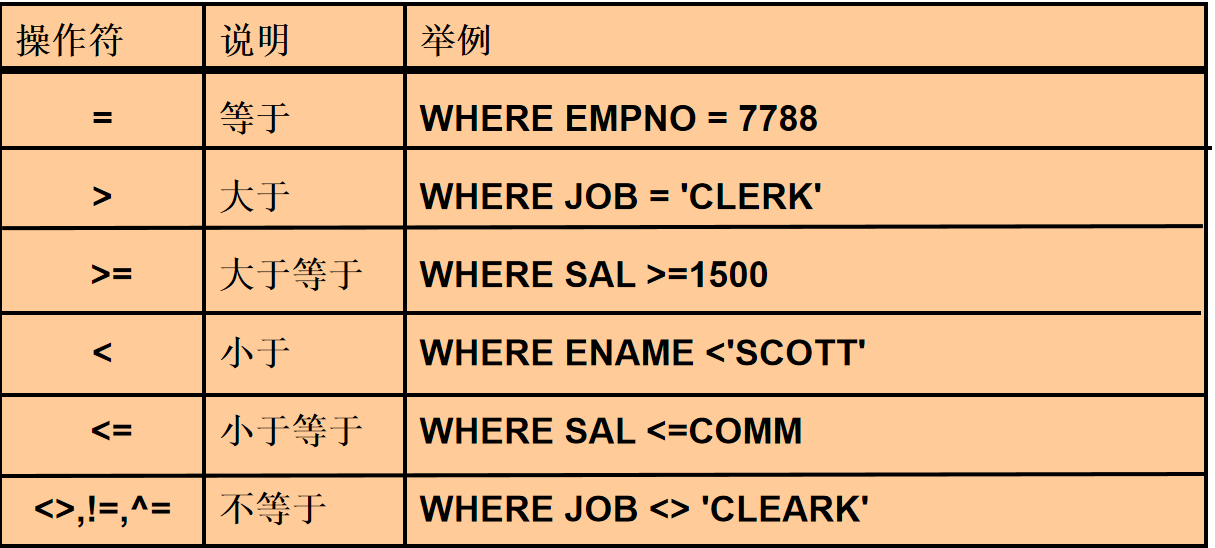 操作符 说明 举例
= 等于 WHERE EMPNO = 7788
> 大于 WHERE JOB = 'CLERK'
>= 大于等于 WHERE SAL >=1500
< 小于 WHERE ENAME <'SCOTT'
<= 小于等于 WHERE SAL <=COMM
<>,!=,^= 不等于 WHERE JOB <> 'CLEARK'